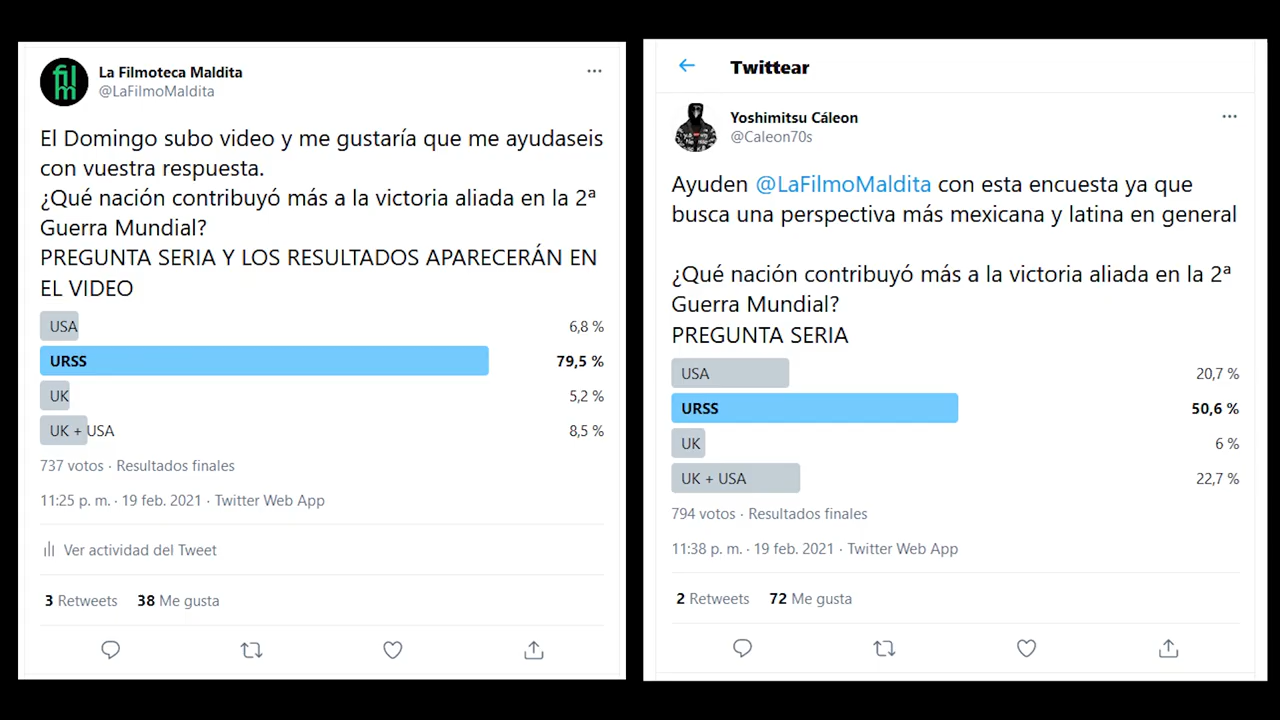 La Filmoteca Maldita
@LaFilmoMaldita
El Domingo subo video y me gustaría que me ayudaseis
con vuestra respuesta.
¿Qué nación contribuyó más a la victoria aliada en la 2ª
Guerra Mundial?
PREGUNTA SERIA Y LOS RESULTADOS APARECERÁN EN
EL VIDEO
USA 6,8 %
URSS 79,5 %
UK 5,2 %
UK + USA 8,5 %
737 votos · Resultados finales
11:25 p. m. · 19 feb. 2021 · Twitter Web App
Ver actividad del Tweet
3 Retweets 38 Me gusta
Twittear
Yoshimitsu Cáleon
@Caleon70s
Ayuden @LaFilmoMaldita con esta encuesta ya que
busca una perspectiva más mexicana y latina en general
¿Qué nación contribuyó más a la victoria aliada en la 2ª
Guerra Mundial?
PREGUNTA SERIA
USA 20,7 %
URSS 50,6 %
UK 6 %
UK + USA 22,7 %
794 votos · Resultados finales
11:38 p. m. · 19 feb. 2021 · Twitter Web App
2 Retweets 72 Me gusta